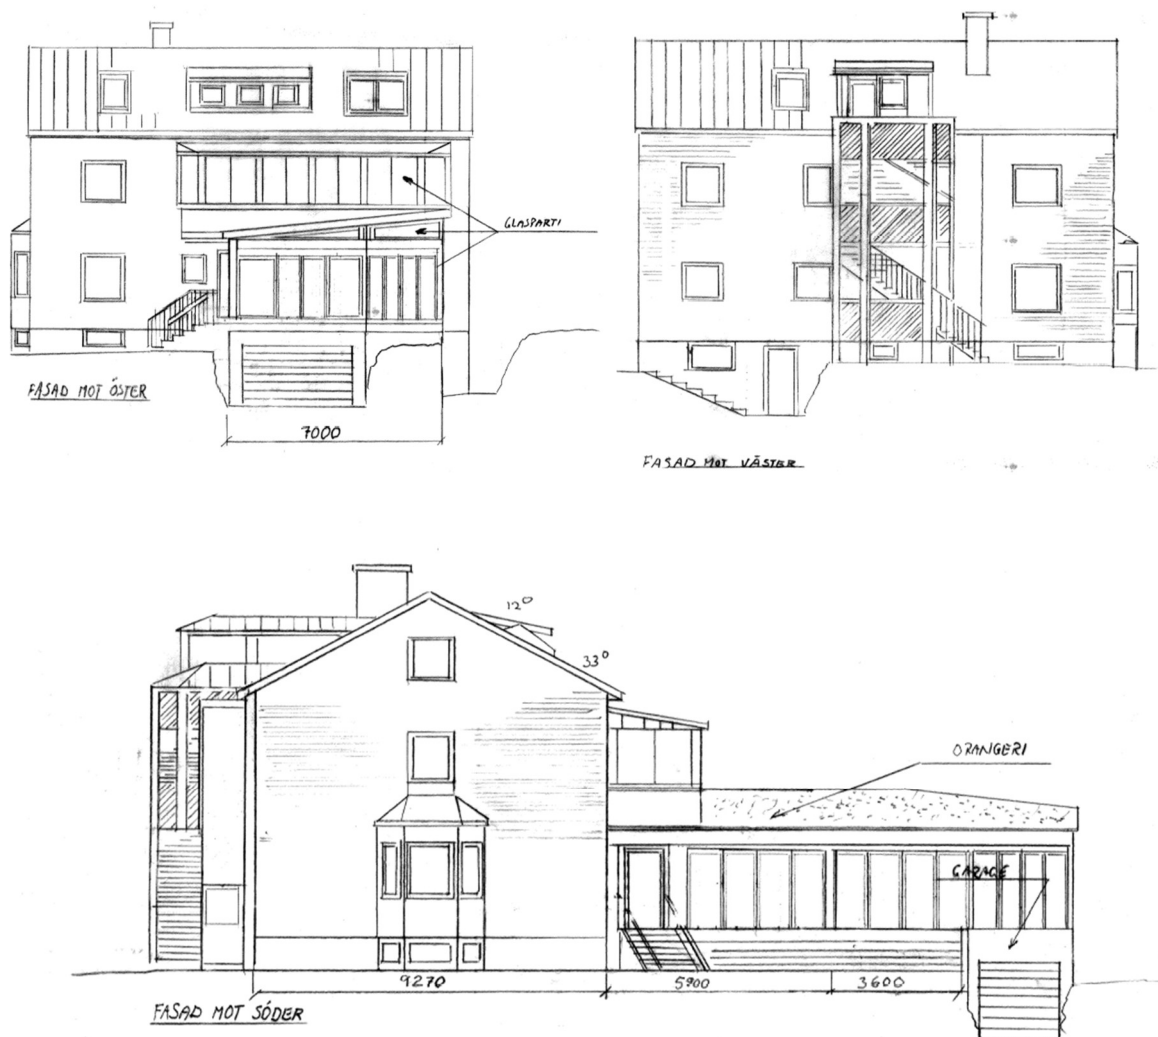 GLASPARTI
FASAD MOT ÖSTER
7000
FASAD MOT VÄSTER
12°
33°
ORANGERI
GARAGE
9270
5900
3600
FASAD MOT SÖDER